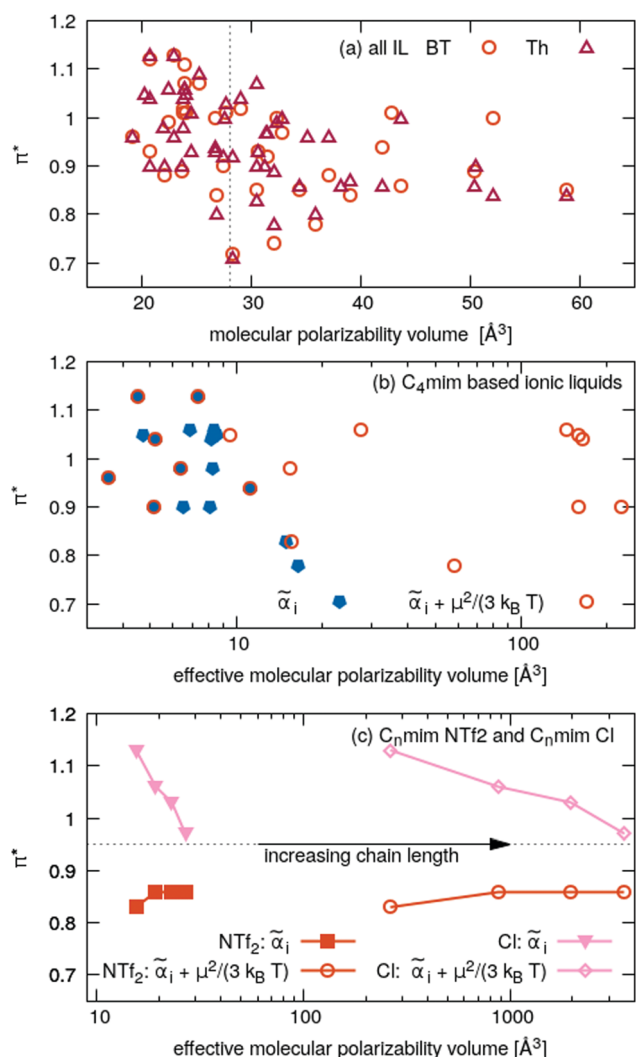 1.2
(a) all IL BT Th
1.1
1
π*
0.9
0.8
0.7
20 30 40 50 60
molecular polarizability volume [Å³]
1.2
(b) C₄mim based ionic liquids
1.1
1
π*
0.9
0.8
0.7
α̃ᵢ α̃ᵢ + μ²/(3 k_B T)
10 100
effective molecular polarizability volume [Å³]
1.2
(c) Cₙmim NTf2 and Cₙmim Cl
1.1
1
π*
0.9
increasing chain length
0.8
NTf₂: α̃ᵢ Cl: α̃ᵢ
0.7
NTf₂: α̃ᵢ + μ²/(3 k_B T) Cl: α̃ᵢ + μ²/(3 k_B T)
10 100 1000
effective molecular polarizability volume [Å³]